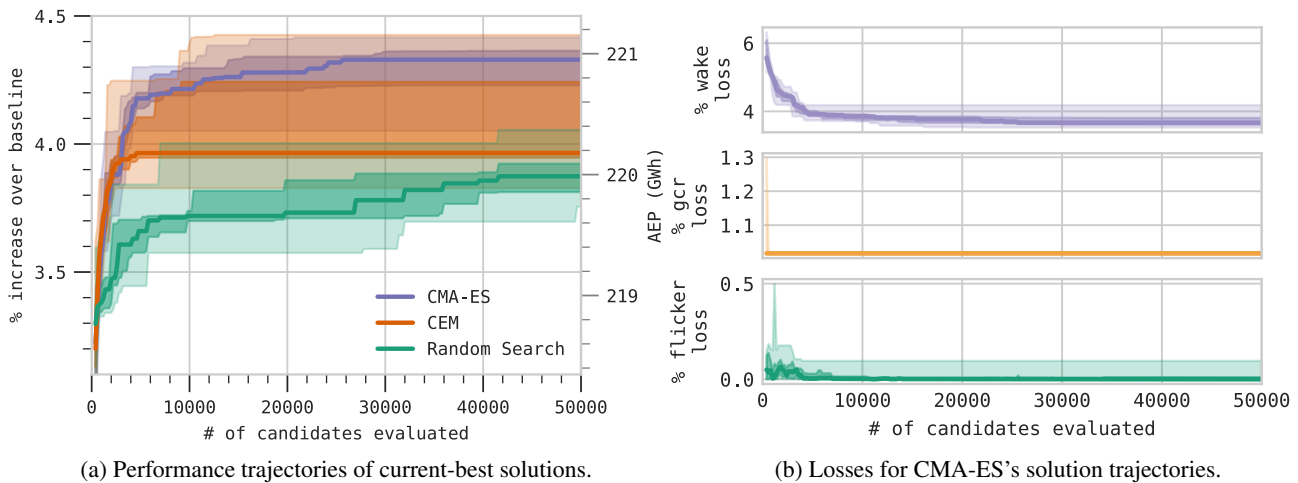 4.5
4.0
3.5
% increase over baseline
221
220
219
AEP (GWh)
CMA-ES
CEM
Random Search
0 10000 20000 30000 40000 50000
# of candidates evaluated
(a) Performance trajectories of current-best solutions.
6
4
% wake
loss
1.3
1.2
1.1
% gcr
loss
0.5
0.0
% flicker
loss
0 10000 20000 30000 40000 50000
# of candidates evaluated
(b) Losses for CMA-ES's solution trajectories.